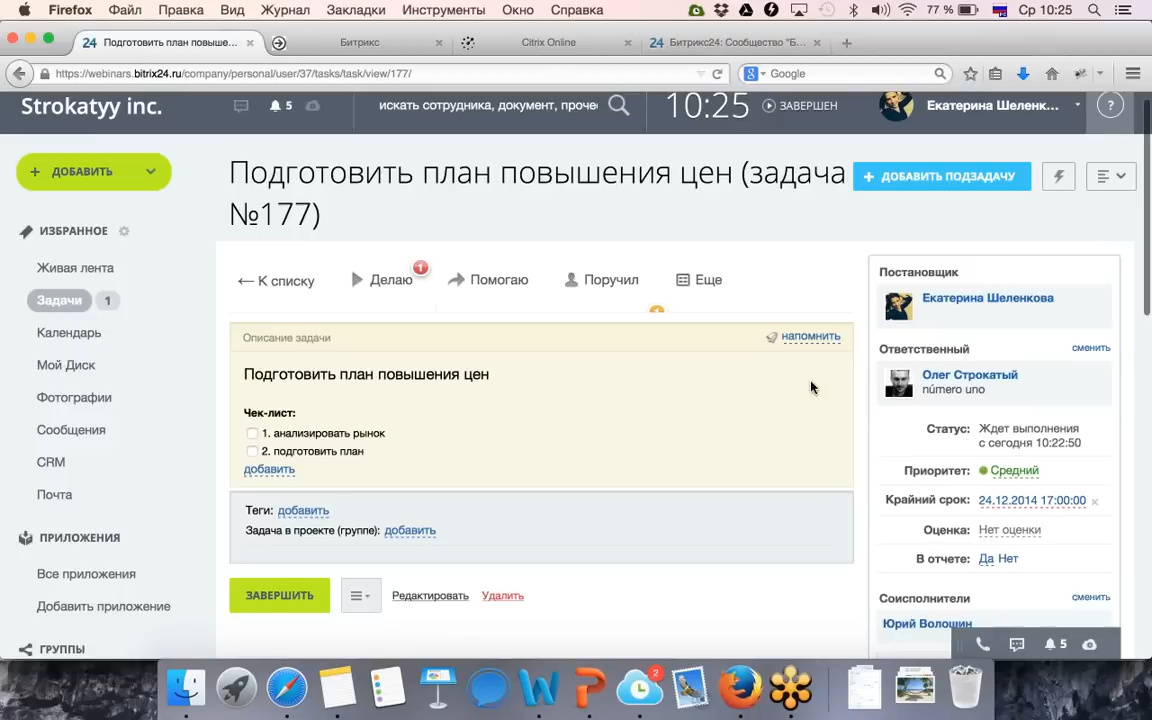 Firefox Файл Правка Вид Журнал Закладки Инструменты Окно Справка 77 % Ср 10:25
24 Подготовить план повыше... × Битрикс × Citrix Online × 24 Битрикс24: Сообщество "Б... × +
https://webinars.bitrix24.ru/company/personal/user/37/tasks/task/view/177/ Google
Strokatyy inc. 5 искать сотрудника, документ, проче 10:25 ЗАВЕРШЕН Екатерина Шеленк... ?
+ ДОБАВИТЬ
Подготовить план повышения цен (задача
№177)
+ ДОБАВИТЬ ПОДЗАДАЧУ
ИЗБРАННОЕ
Живая лента
Задачи 1
Календарь
Мой Диск
Фотографии
Сообщения
CRM
Почта
ПРИЛОЖЕНИЯ
Все приложения
Добавить приложение
ГРУППЫ
← К списку Делаю 1 Помогаю Поручил Еще
Описание задачи напомнить
Подготовить план повышения цен
Чек-лист:
1. анализировать рынок
2. подготовить план
добавить
Теги: добавить
Задача в проекте (группе): добавить
ЗАВЕРШИТЬ Редактировать Удалить
Постановщик
Екатерина Шеленкова
Ответственный сменить
Олег Строкатый
número uno
Статус: Ждет выполнения
с сегодня 10:22:50
Приоритет: Средний
Крайний срок: 24.12.2014 17:00:00 ×
Оценка: Нет оценки
В отчете: Да Нет
Соисполнители сменить
Юрий Волошин
5
2